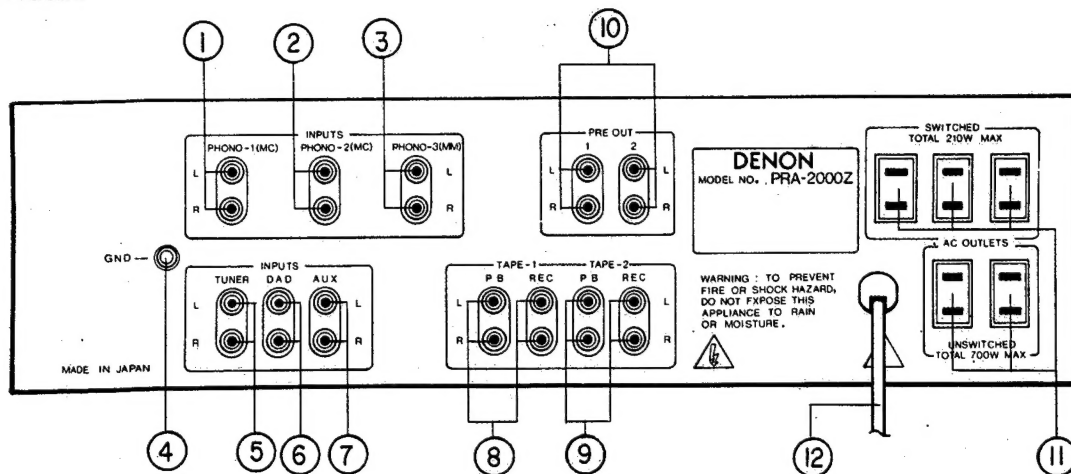 1 2 3 10
INPUTS
PHONO-1(MC) PHONO-2(MC) PHONO-3(MM)
L L
R R
PRE OUT
1 2
L L
R R
DENON
MODEL NO. PRA-2000Z
SWITCHED
TOTAL 210W MAX
AC OUTLETS
UNSWITCHED
TOTAL 700W MAX
GND
INPUTS
TUNER DAD AUX
L L
R R
TAPE-1 TAPE-2
PB REC PB REC
L L
R R
WARNING : TO PREVENT
FIRE OR SHOCK HAZARD,
DO NOT EXPOSE THIS
APPLIANCE TO RAIN
OR MOISTURE.
MADE IN JAPAN
4 5 6 7 8 9 12 11